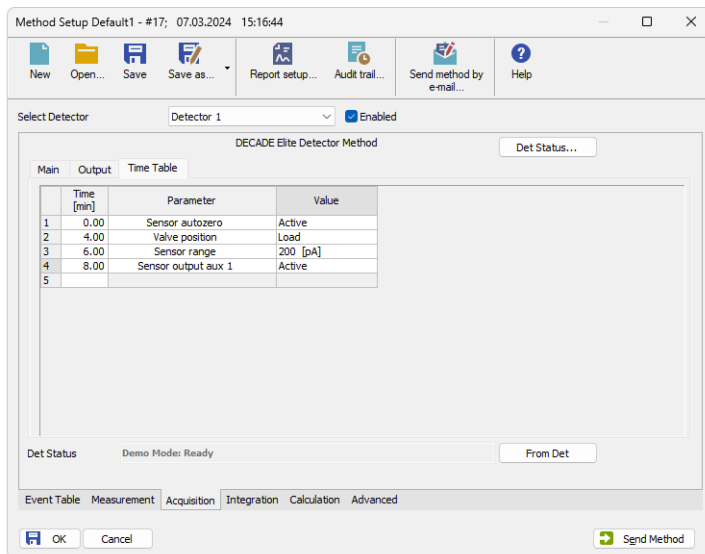 Method Setup Default1 - #17; 07.03.2024 15:16:44
New Open... Save Save as... Report setup... Audit trail... Send method by e-mail... Help
Select Detector Detector 1 Enabled
DECADE Elite Detector Method Det Status...
Main Output Time Table
Time [min] Parameter Value
1 0.00 Sensor autozero Active
2 4.00 Valve position Load
3 6.00 Sensor range 200 [pA]
4 8.00 Sensor output aux 1 Active
5
Det Status Demo Mode: Ready From Det
Event Table Measurement Acquisition Integration Calculation Advanced
OK Cancel Send Method